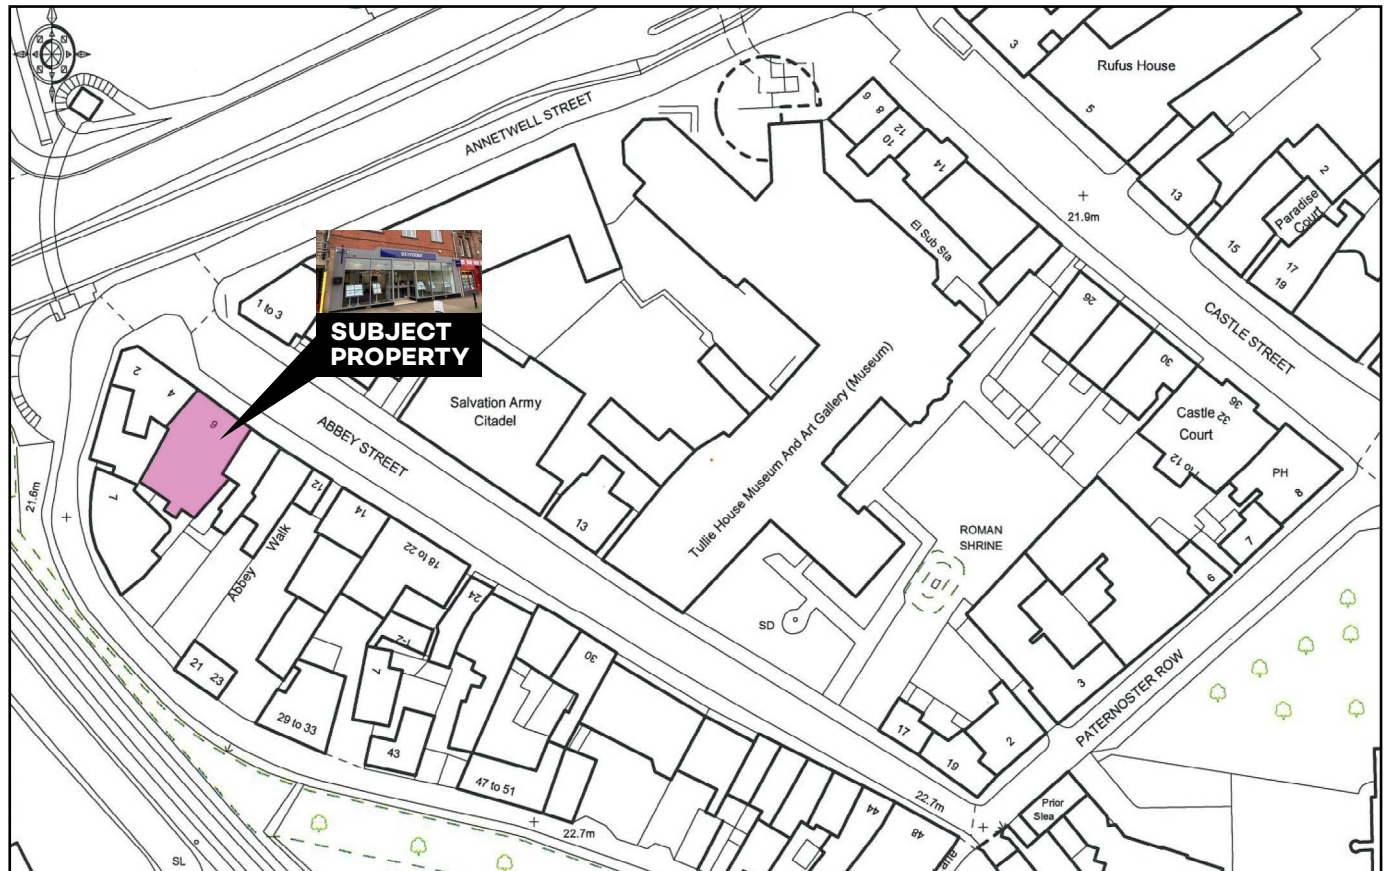 3
Rufus House
5
ANNETWELL STREET
6
8
10
12
14
2
Paradise
Court
13
21.9m
15
17
19
El Sub Sta
HUNTERS
SUBJECT
PROPERTY
1 to 3
CASTLE STREET
26
30
2
4
6
ABBEY STREET
Salvation Army
Citadel
Tullie House Museum And Art Gallery (Museum)
Castle
Court
32
36
1 to 12
PH
8
21.6m
12
14
13
Abbey Walk
18 to 22
ROMAN
SHRINE
7
6
24
SD
30
21
23
29 to 33
43
3
PATERNOSTER ROW
17
19
2
47 to 51
22.7m
22.7m
44
48
Prior
Slea
SL